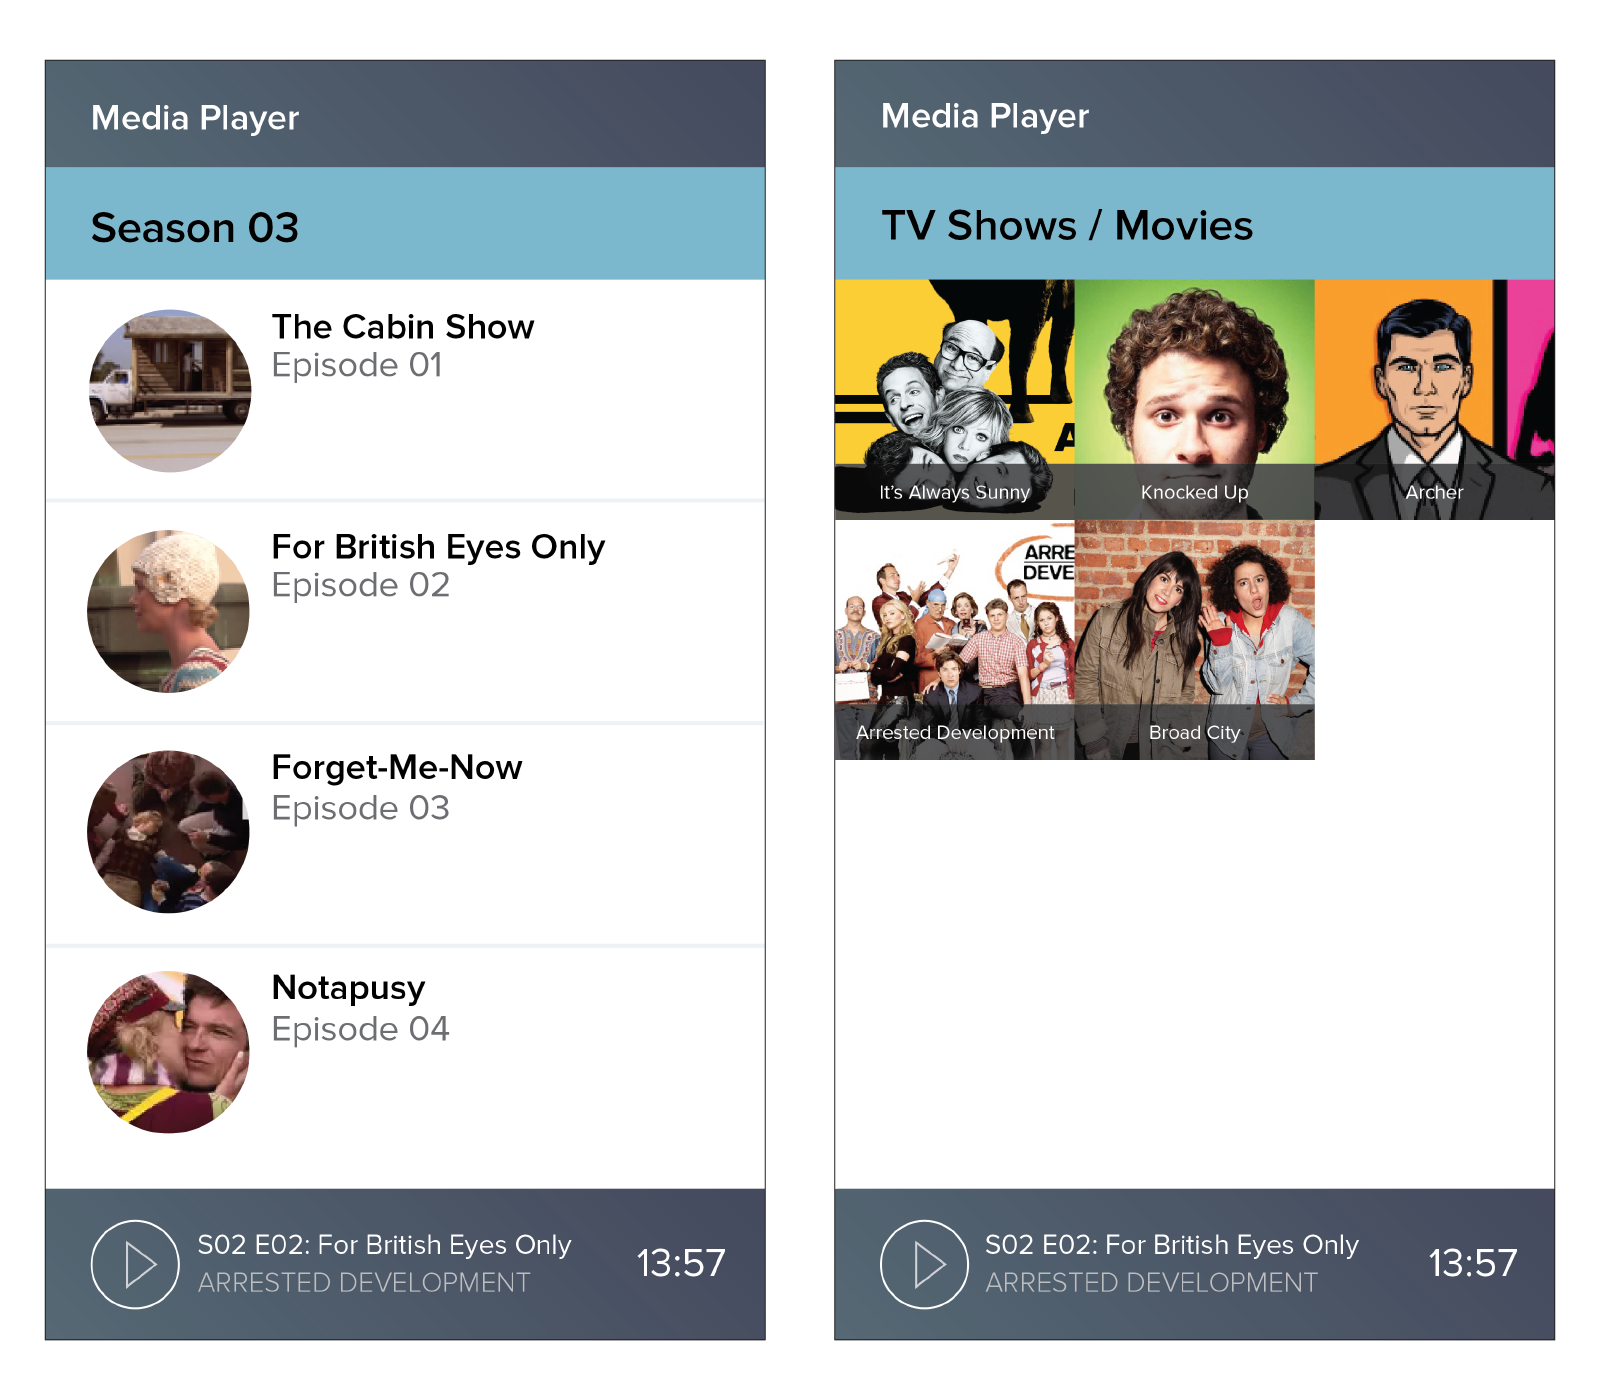 Media Player
Season 03
The Cabin Show
Episode 01
For British Eyes Only
Episode 02
Forget-Me-Now
Episode 03
Notapusy
Episode 04
S02 E02: For British Eyes Only
ARRESTED DEVELOPMENT
13:57
Media Player
TV Shows / Movies
A
It's Always Sunny
Knocked Up
Archer
ARRE
DEVE
Arrested Development
Broad City
S02 E02: For British Eyes Only
ARRESTED DEVELOPMENT
13:57